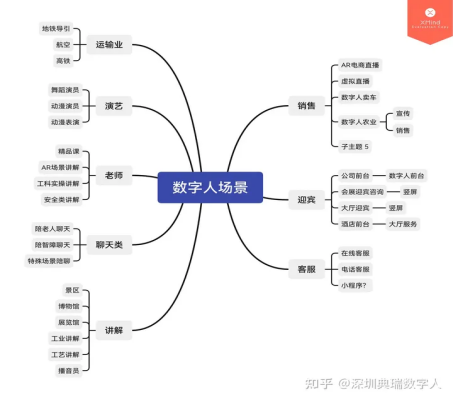 XMind
数字人场景
运输业
地铁导引
航空
高铁
演艺
舞蹈演员
动漫演员
动漫表演
老师
精品课
AR场景讲解
工科实操讲解
安全类讲解
聊天类
陪老人聊天
陪智障聊天
特殊场景陪聊
讲解
景区
博物馆
展览馆
工业讲解
工艺讲解
播音员
销售
AR电商直播
虚拟直播
数字人卖车
数字人农业
宣传
销售
子主题 5
迎宾
公司前台
数字人前台
会展迎宾咨询
竖屏
大厅迎宾
竖屏
酒店前台
大厅服务
客服
在线客服
电话客服
小程序?
知乎 @深圳典瑞数字人